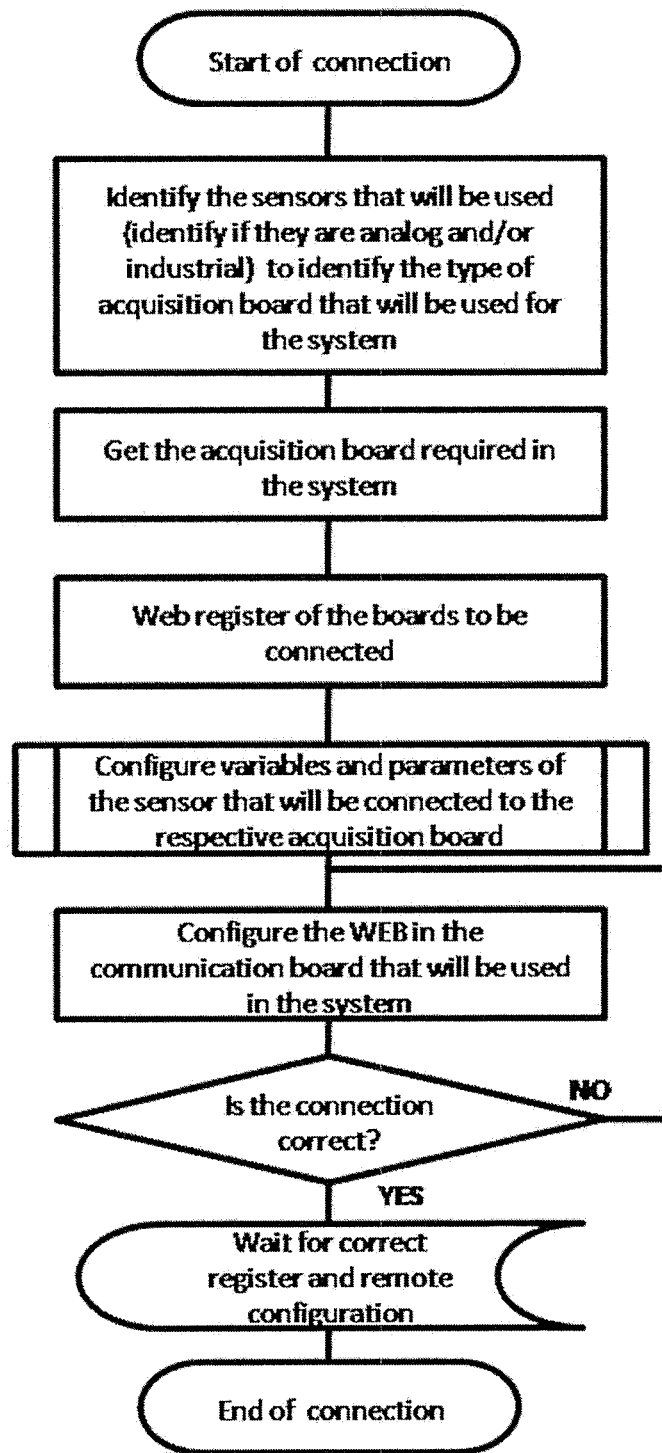 Start of connection
Identify the sensors that will be used
(identify if they are analog and/or
industrial) to identify the type of
acquisition board that will be used for
the system
Get the acquisition board required in
the system
Web register of the boards to be
connected
Configure variables and parameters of
the sensor that will be connected to the
respective acquisition board
Configure the WEB in the
communication board that will be used
in the system
Is the connection
correct?
NO
YES
Wait for correct
register and remote
configuration
End of connection